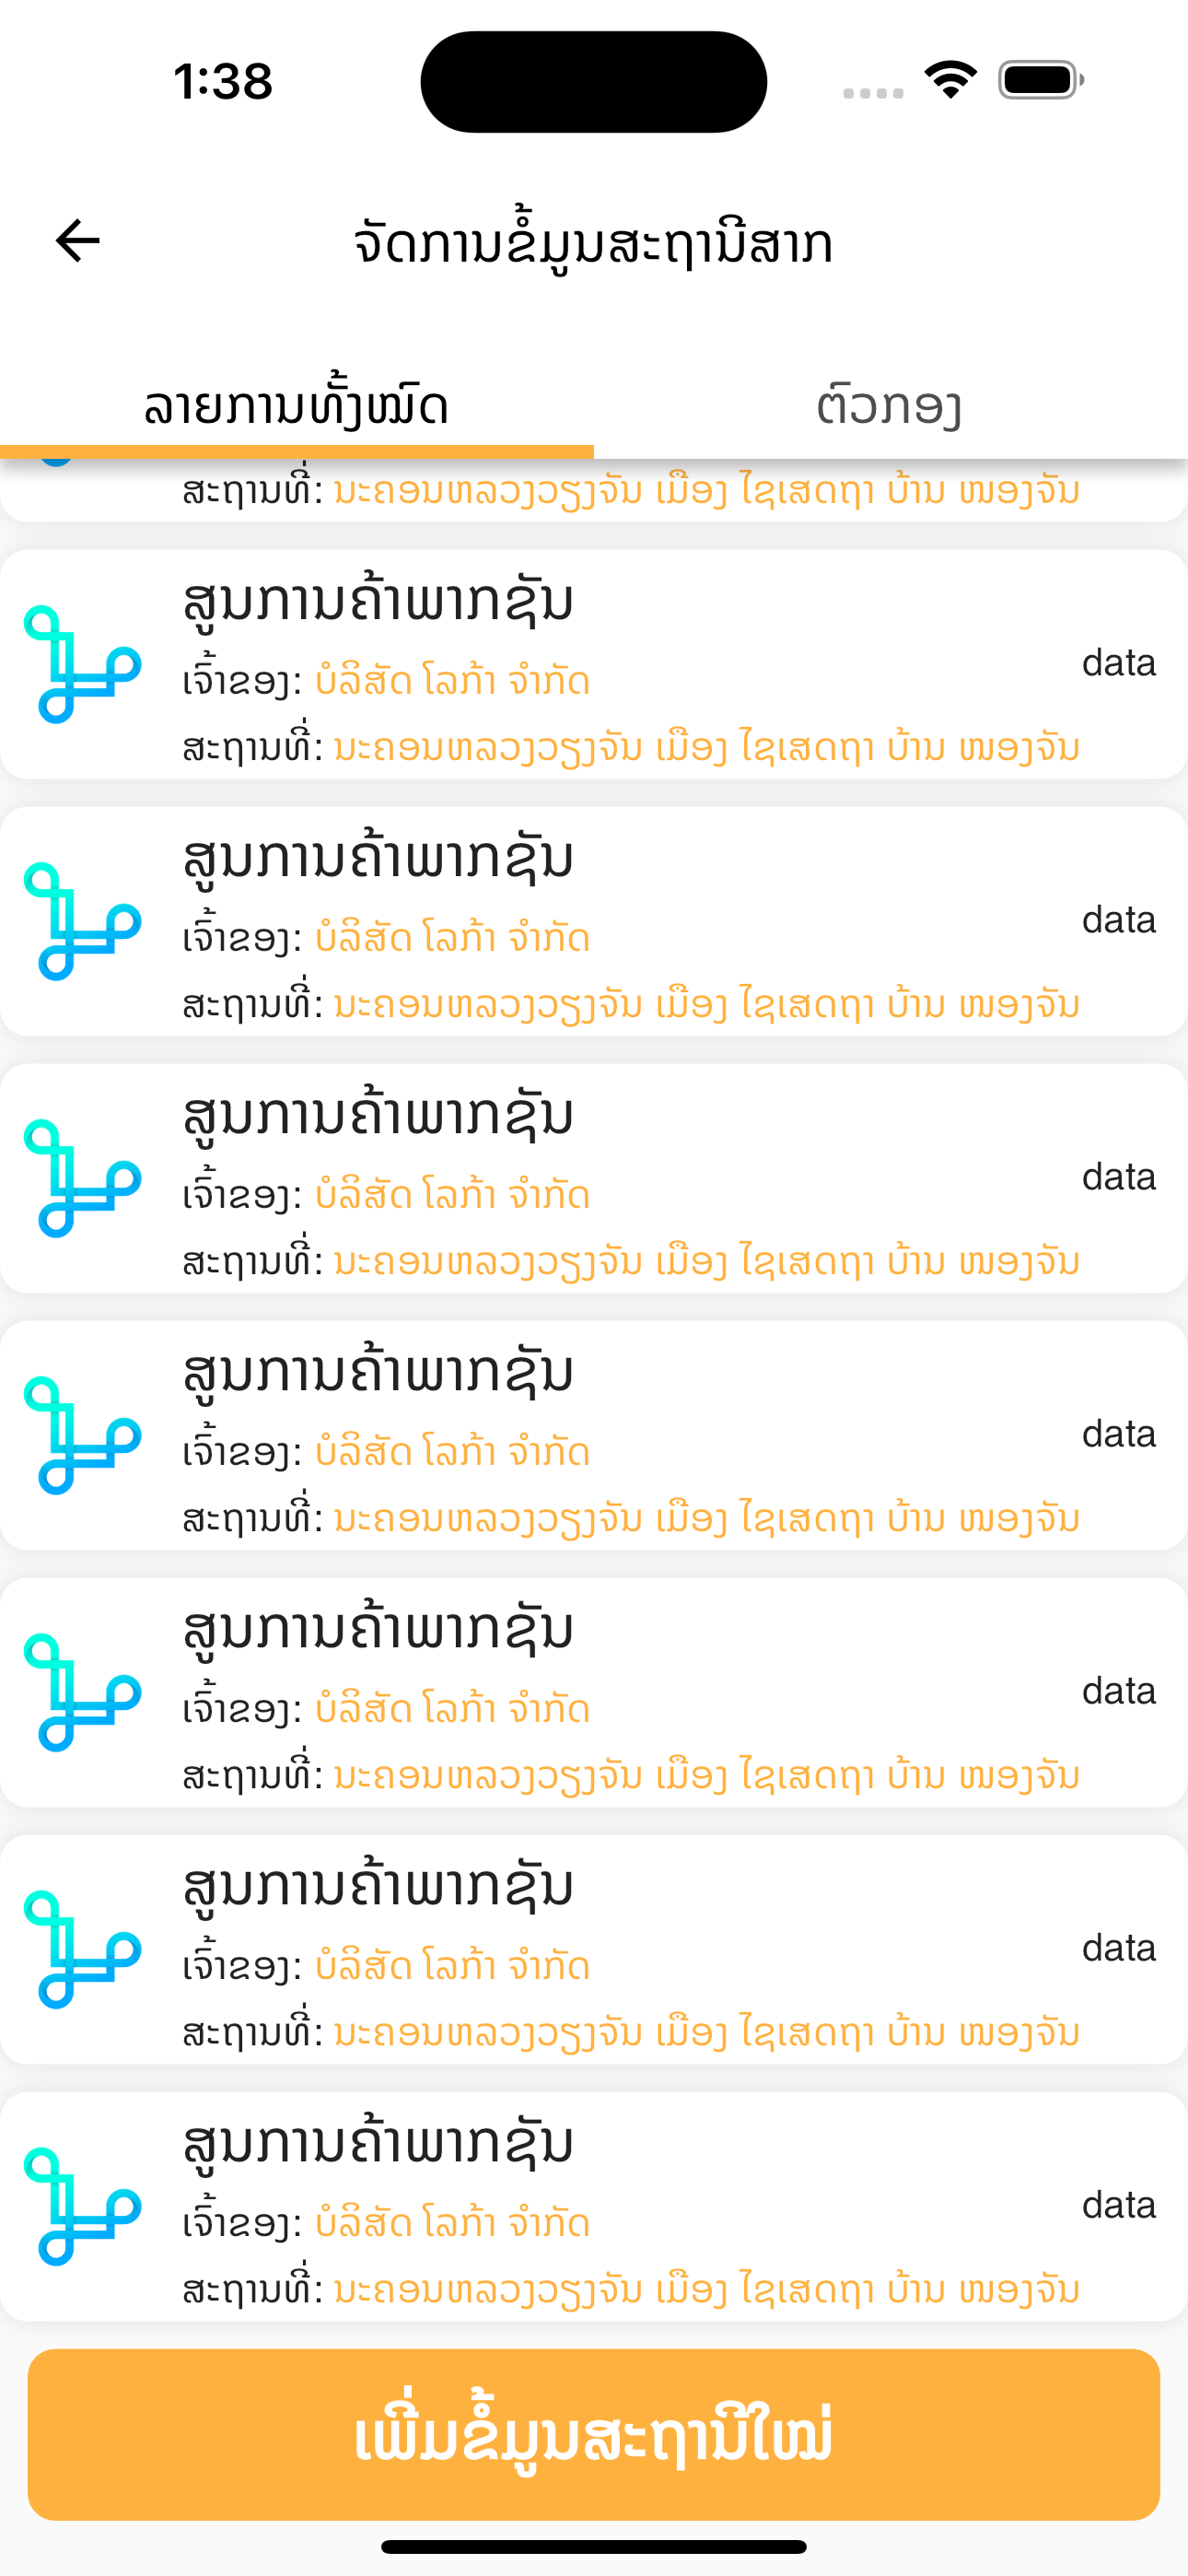 1:38
ຈັດການຂໍ້ມູນສະຖານີສາກ
ລາຍການທັ້ງໝົດ
ຕົວກອງ
ສະຖານທີ່: ນະຄອນຫລວງວຽງຈັນ ເມືອງ ໄຊເສດຖາ ບ້ານ ໜອງຈັນ
ສູນການຄ້າພາກຊັນ
ເຈົ້າຂອງ: ບໍລິສັດ ໂລກ້າ ຈຳກັດ
data
ສະຖານທີ່: ນະຄອນຫລວງວຽງຈັນ ເມືອງ ໄຊເສດຖາ ບ້ານ ໜອງຈັນ
ສູນການຄ້າພາກຊັນ
ເຈົ້າຂອງ: ບໍລິສັດ ໂລກ້າ ຈຳກັດ
data
ສະຖານທີ່: ນະຄອນຫລວງວຽງຈັນ ເມືອງ ໄຊເສດຖາ ບ້ານ ໜອງຈັນ
ສູນການຄ້າພາກຊັນ
ເຈົ້າຂອງ: ບໍລິສັດ ໂລກ້າ ຈຳກັດ
data
ສະຖານທີ່: ນະຄອນຫລວງວຽງຈັນ ເມືອງ ໄຊເສດຖາ ບ້ານ ໜອງຈັນ
ສູນການຄ້າພາກຊັນ
ເຈົ້າຂອງ: ບໍລິສັດ ໂລກ້າ ຈຳກັດ
data
ສະຖານທີ່: ນະຄອນຫລວງວຽງຈັນ ເມືອງ ໄຊເສດຖາ ບ້ານ ໜອງຈັນ
ສູນການຄ້າພາກຊັນ
ເຈົ້າຂອງ: ບໍລິສັດ ໂລກ້າ ຈຳກັດ
data
ສະຖານທີ່: ນະຄອນຫລວງວຽງຈັນ ເມືອງ ໄຊເສດຖາ ບ້ານ ໜອງຈັນ
ສູນການຄ້າພາກຊັນ
ເຈົ້າຂອງ: ບໍລິສັດ ໂລກ້າ ຈຳກັດ
data
ສະຖານທີ່: ນະຄອນຫລວງວຽງຈັນ ເມືອງ ໄຊເສດຖາ ບ້ານ ໜອງຈັນ
ສູນການຄ້າພາກຊັນ
ເຈົ້າຂອງ: ບໍລິສັດ ໂລກ້າ ຈຳກັດ
data
ສະຖານທີ່: ນະຄອນຫລວງວຽງຈັນ ເມືອງ ໄຊເສດຖາ ບ້ານ ໜອງຈັນ
ເພີ່ມຂໍ້ມູນສະຖານີໃໝ່